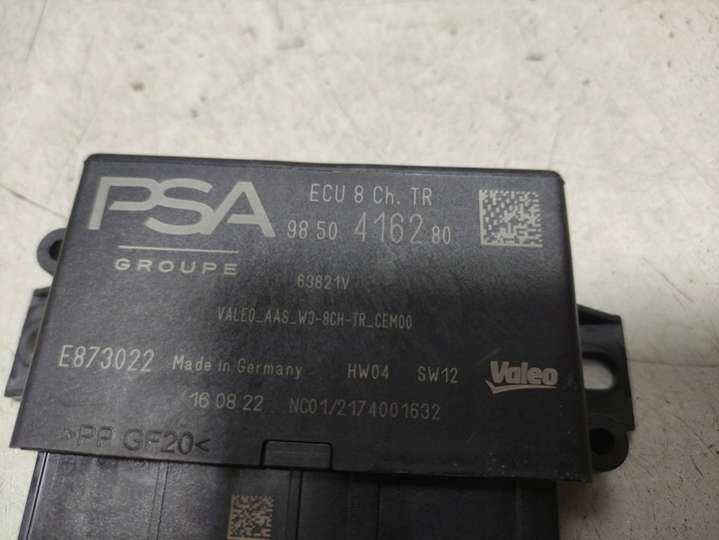 PSA
GROUPE
ECU 8 Ch. TR
98 50 4162 80
63821V
VALEO_AAS_W3-8CH-TR_CEM00
E873022 Made in Germany HW04 SW12 Valeo
16 08 22 NC01/2174001632
>PP GF20<